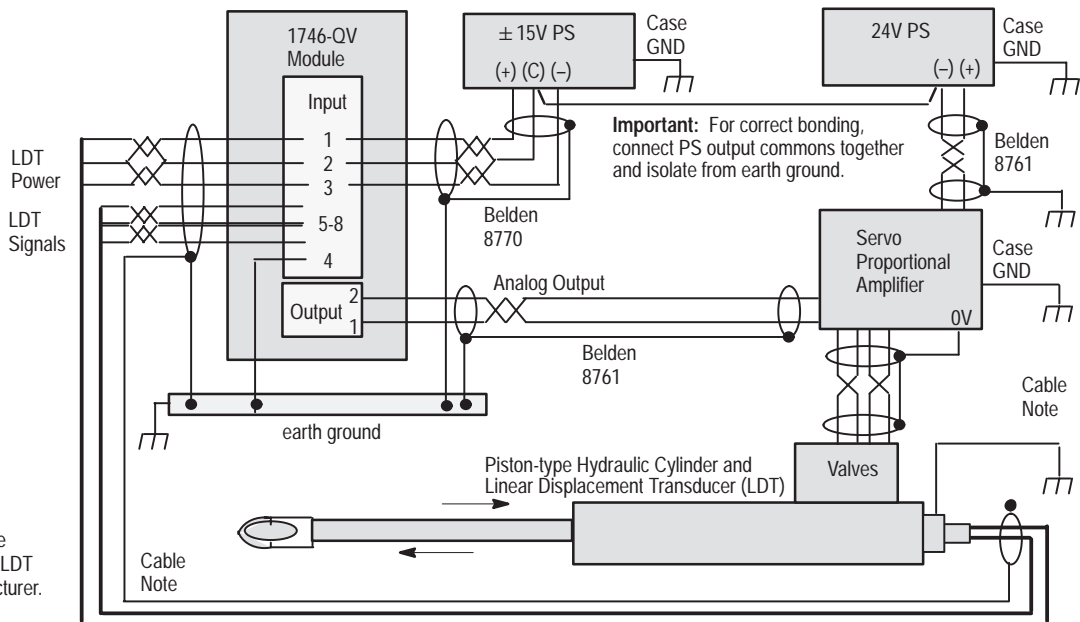 1746-QV
Module
Input
1
2
3
5-8
4
Output
2
1
LDT
Power
LDT
Signals
± 15V PS
(+) (C) (–)
Case
GND
24V PS
(–) (+)
Case
GND
Important: For correct bonding,
connect PS output commons together
and isolate from earth ground.
Belden
8761
Belden
8770
Analog Output
Belden
8761
Servo
Proportional
Amplifier
0V
Case
GND
earth ground
Cable
Note
Piston-type Hydraulic Cylinder and
Linear Displacement Transducer (LDT)
Valves
Cable
Note
e
LDT
cturer.